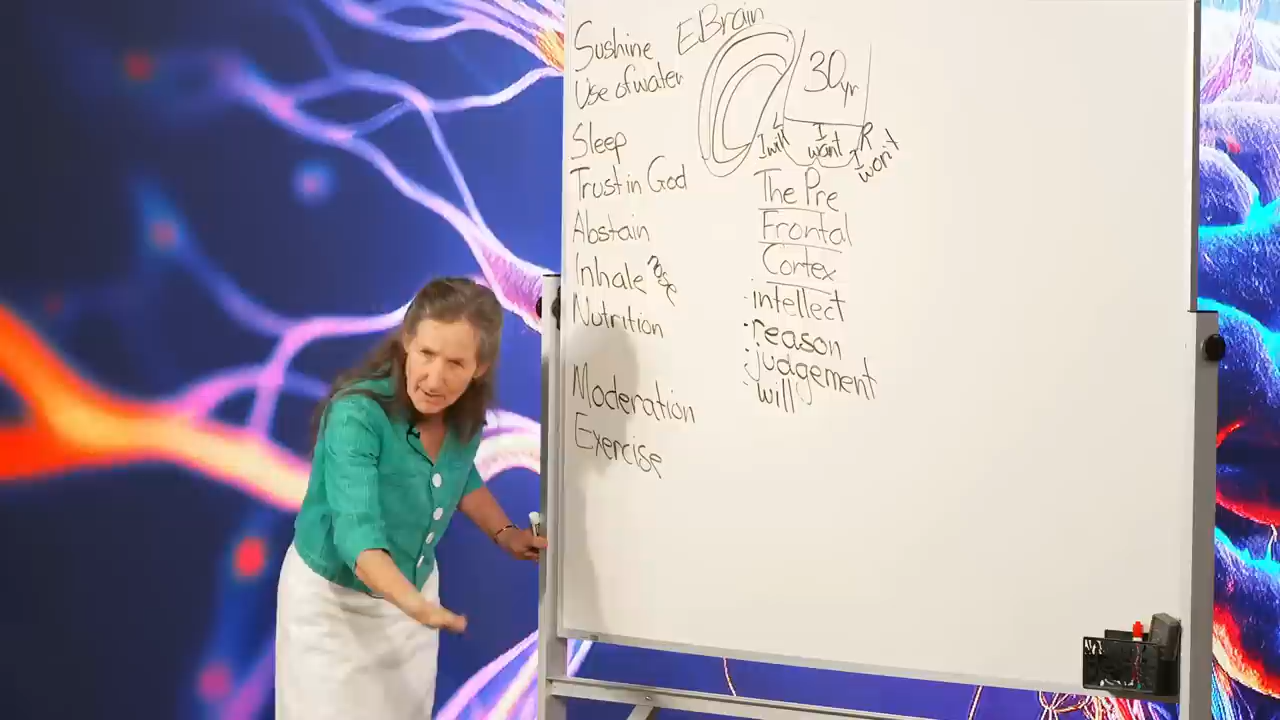 Sushine
Use of water
Sleep
Trust in God
Abstain
Inhale nose
Nutrition
Moderation
Exercise
EBrain
30yr
I will
I want
R
I won't
The Pre
Frontal
Cortex
·intellect
·reason
·judgement
·will